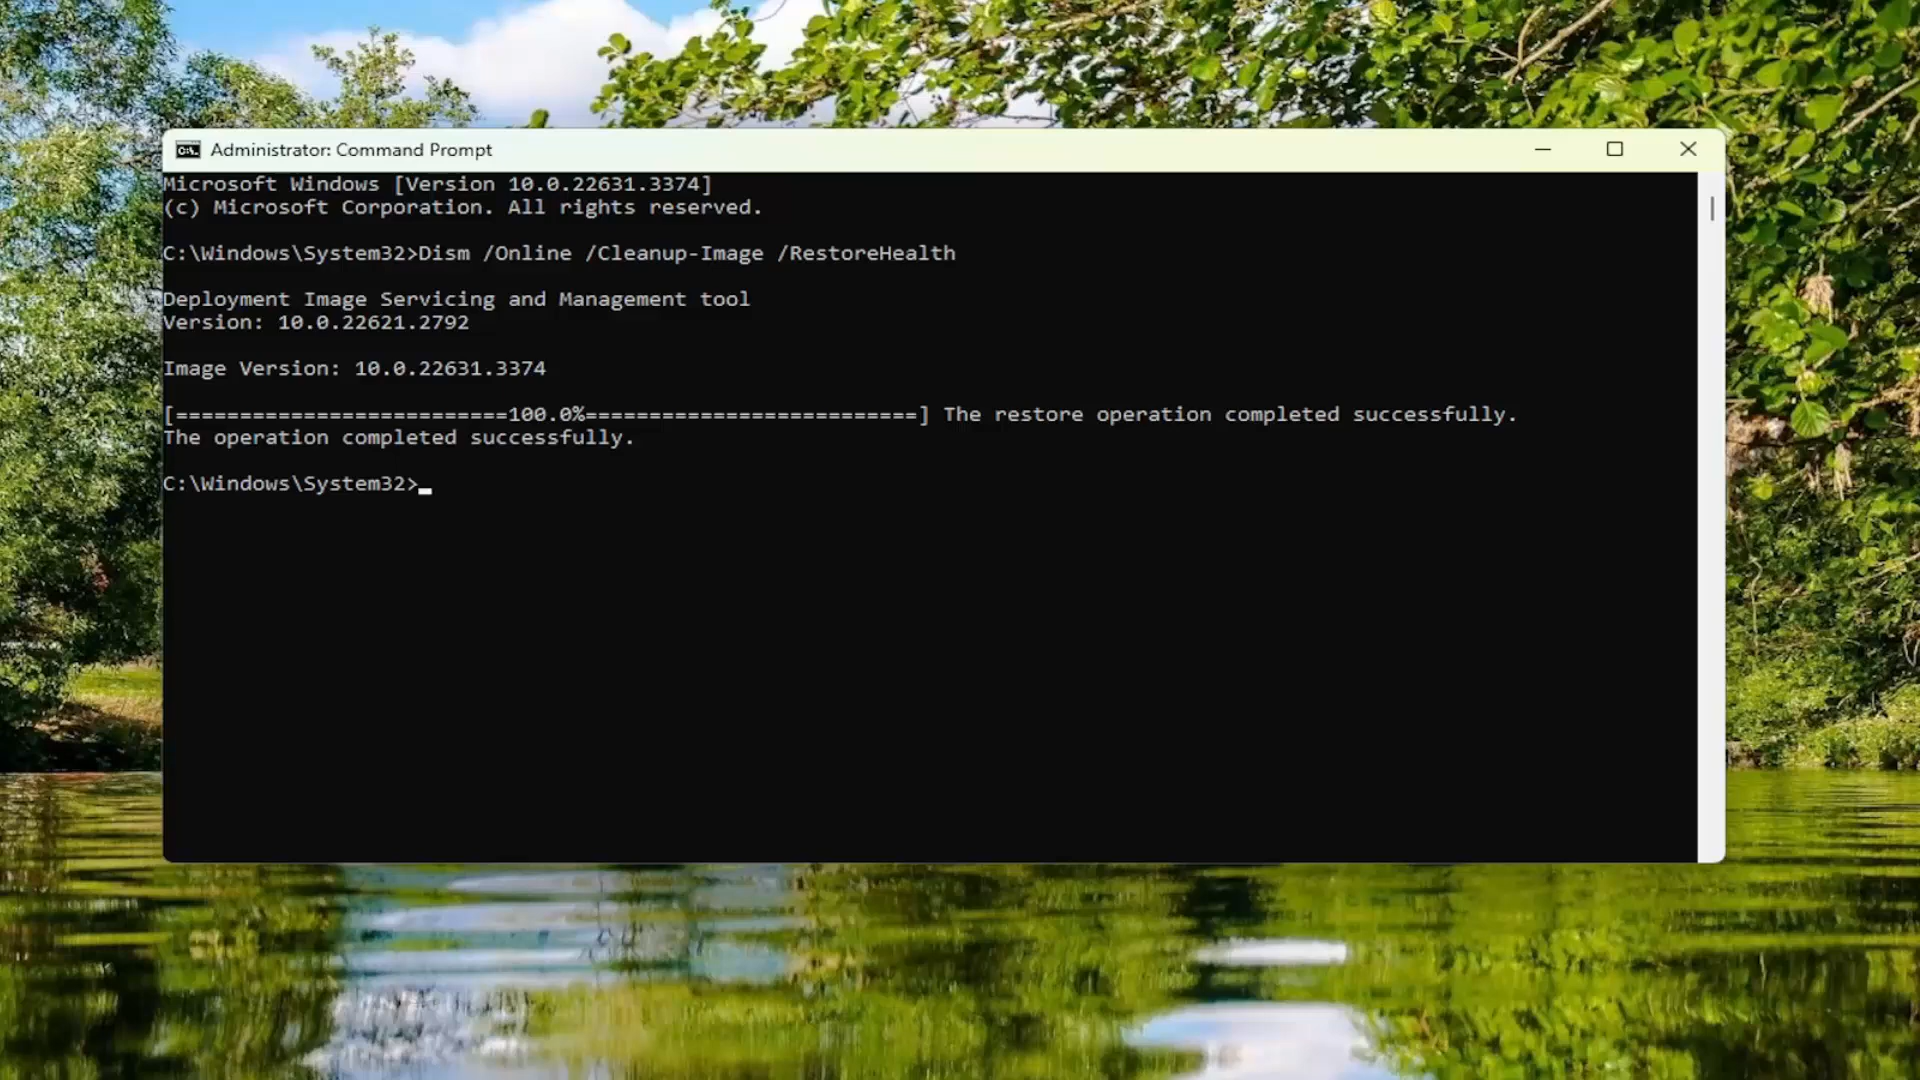 Administrator: Command Prompt
Microsoft Windows [Version 10.0.22631.3374]
(c) Microsoft Corporation. All rights reserved.
C:\Windows\System32>Dism /Online /Cleanup-Image /RestoreHealth
Deployment Image Servicing and Management tool
Version: 10.0.22621.2792
Image Version: 10.0.22631.3374
[==========================100.0%==========================] The restore operation completed successfully.
The operation completed successfully.
C:\Windows\System32>